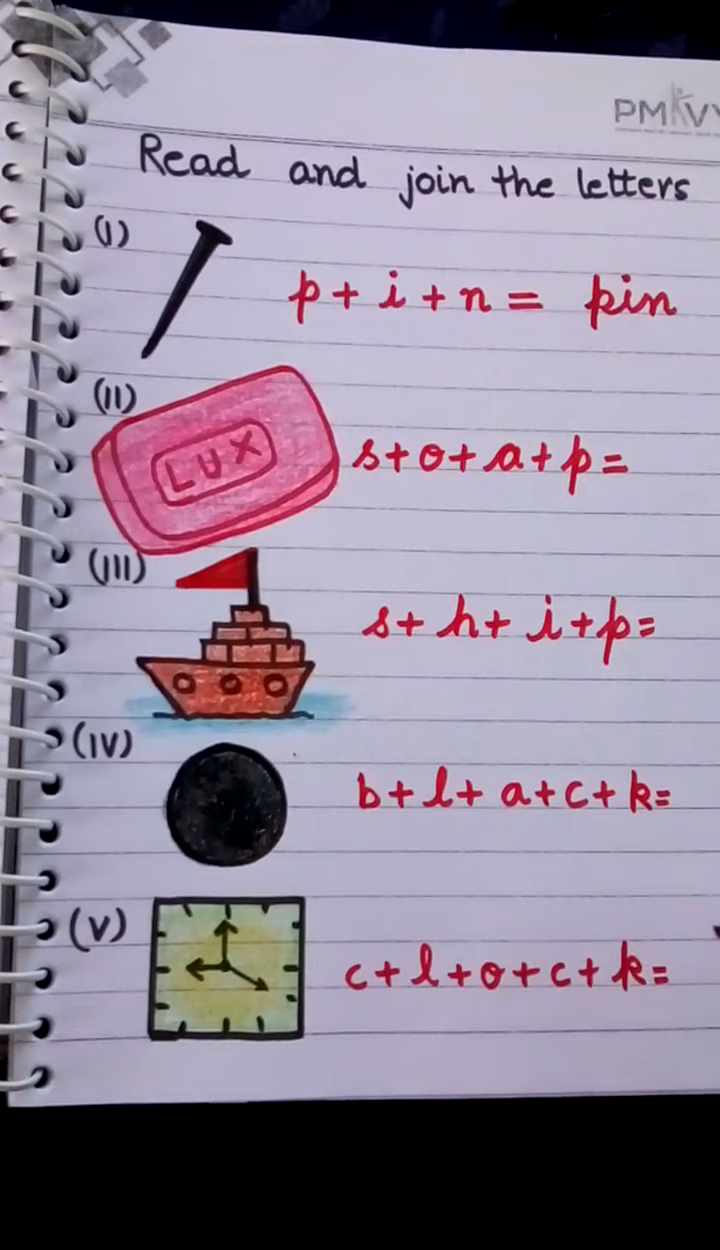 PMKVY
Read and join the letters
(I)
p + i + n = pin
(II)
LUX
s+o+a+p=
(III)
s+h+i+p=
(IV)
b+l+a+c+k=
(V)
c+l+o+c+k=